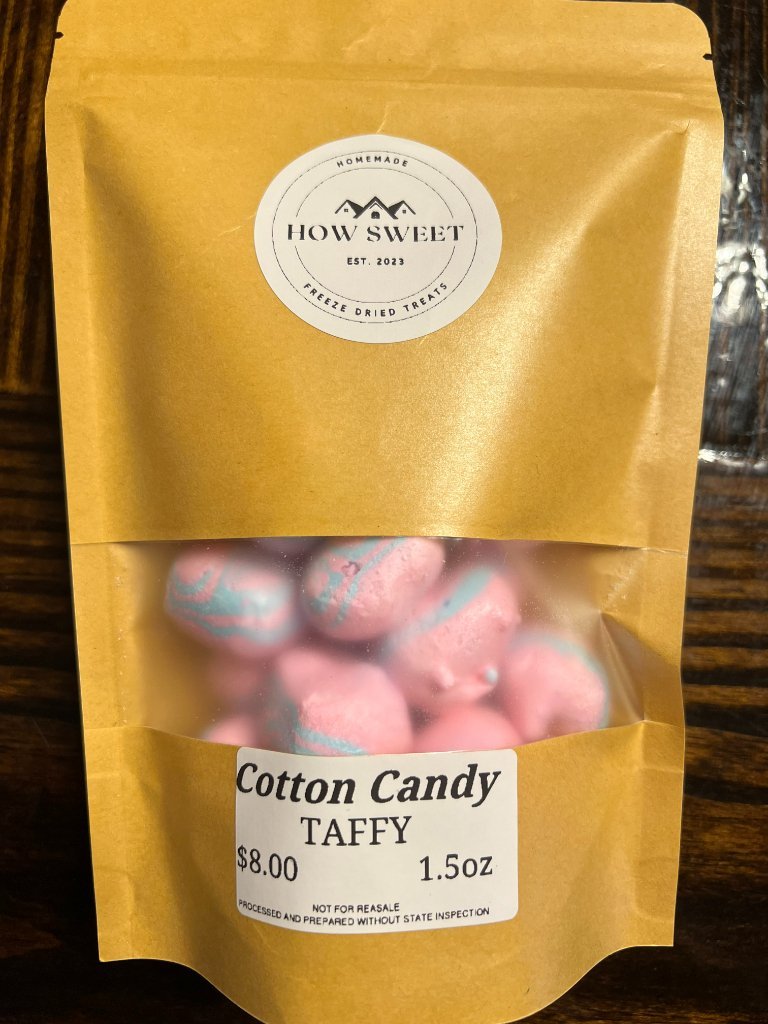 HOMEMADE
HOW SWEET
EST. 2023
FREEZE DRIED TREATS
Cotton Candy
TAFFY
$8.00 1.5oz
NOT FOR REASALE
PROCESSED AND PREPARED WITHOUT STATE INSPECTION